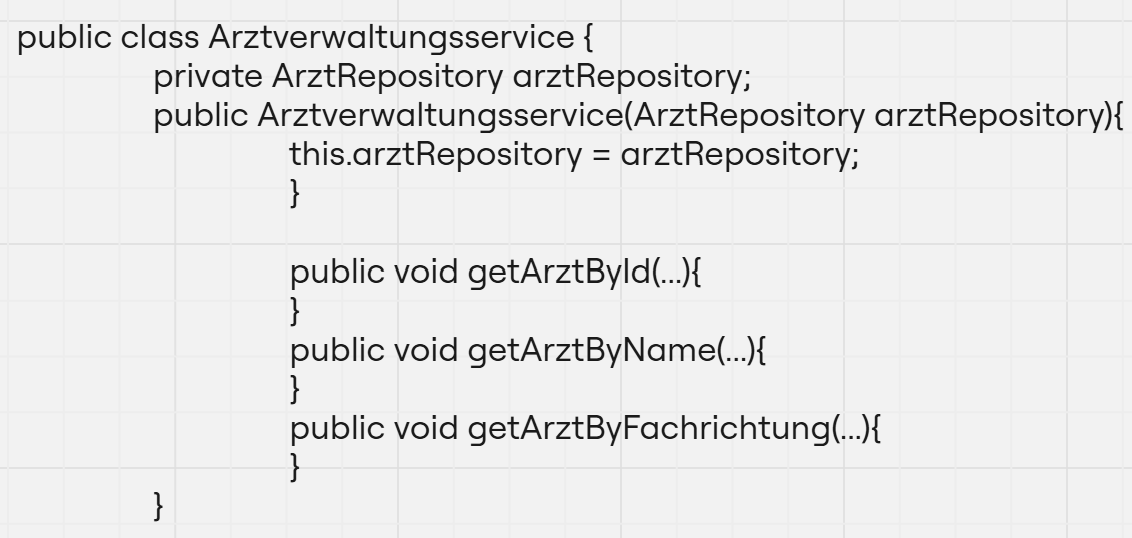 public class Arztverwaltungsservice {
private ArztRepository arztRepository;
public Arztverwaltungsservice(ArztRepository arztRepository){
this.arztRepository = arztRepository;
}
public void getArztById(...){
}
public void getArztByName(...){
}
public void getArztByFachrichtung(...){
}
}